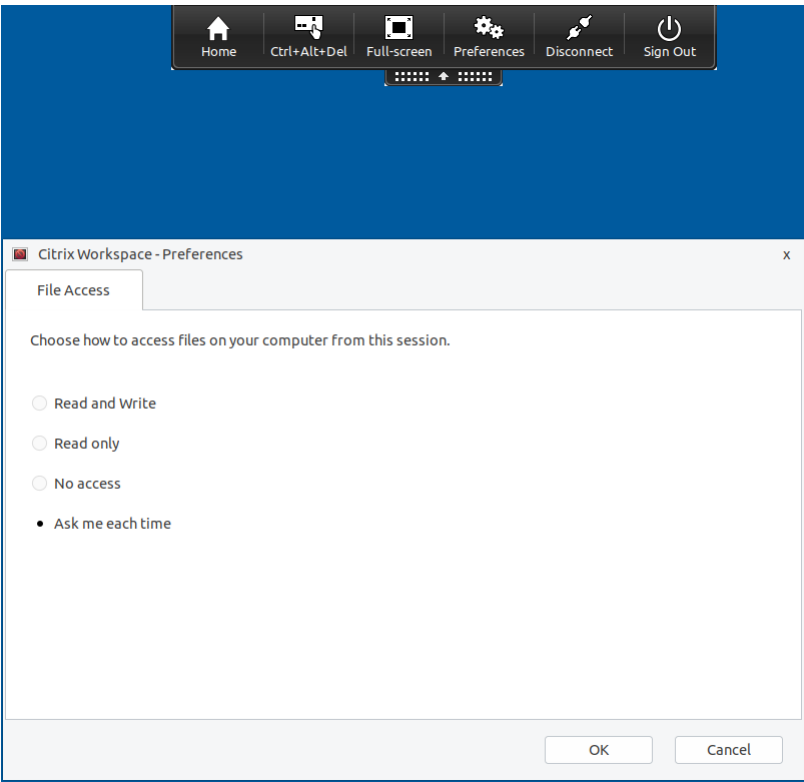 Home Ctrl+Alt+Del Full-screen Preferences Disconnect Sign Out
Citrix Workspace - Preferences x
File Access
Choose how to access files on your computer from this session.
Read and Write
Read only
No access
Ask me each time
OK Cancel